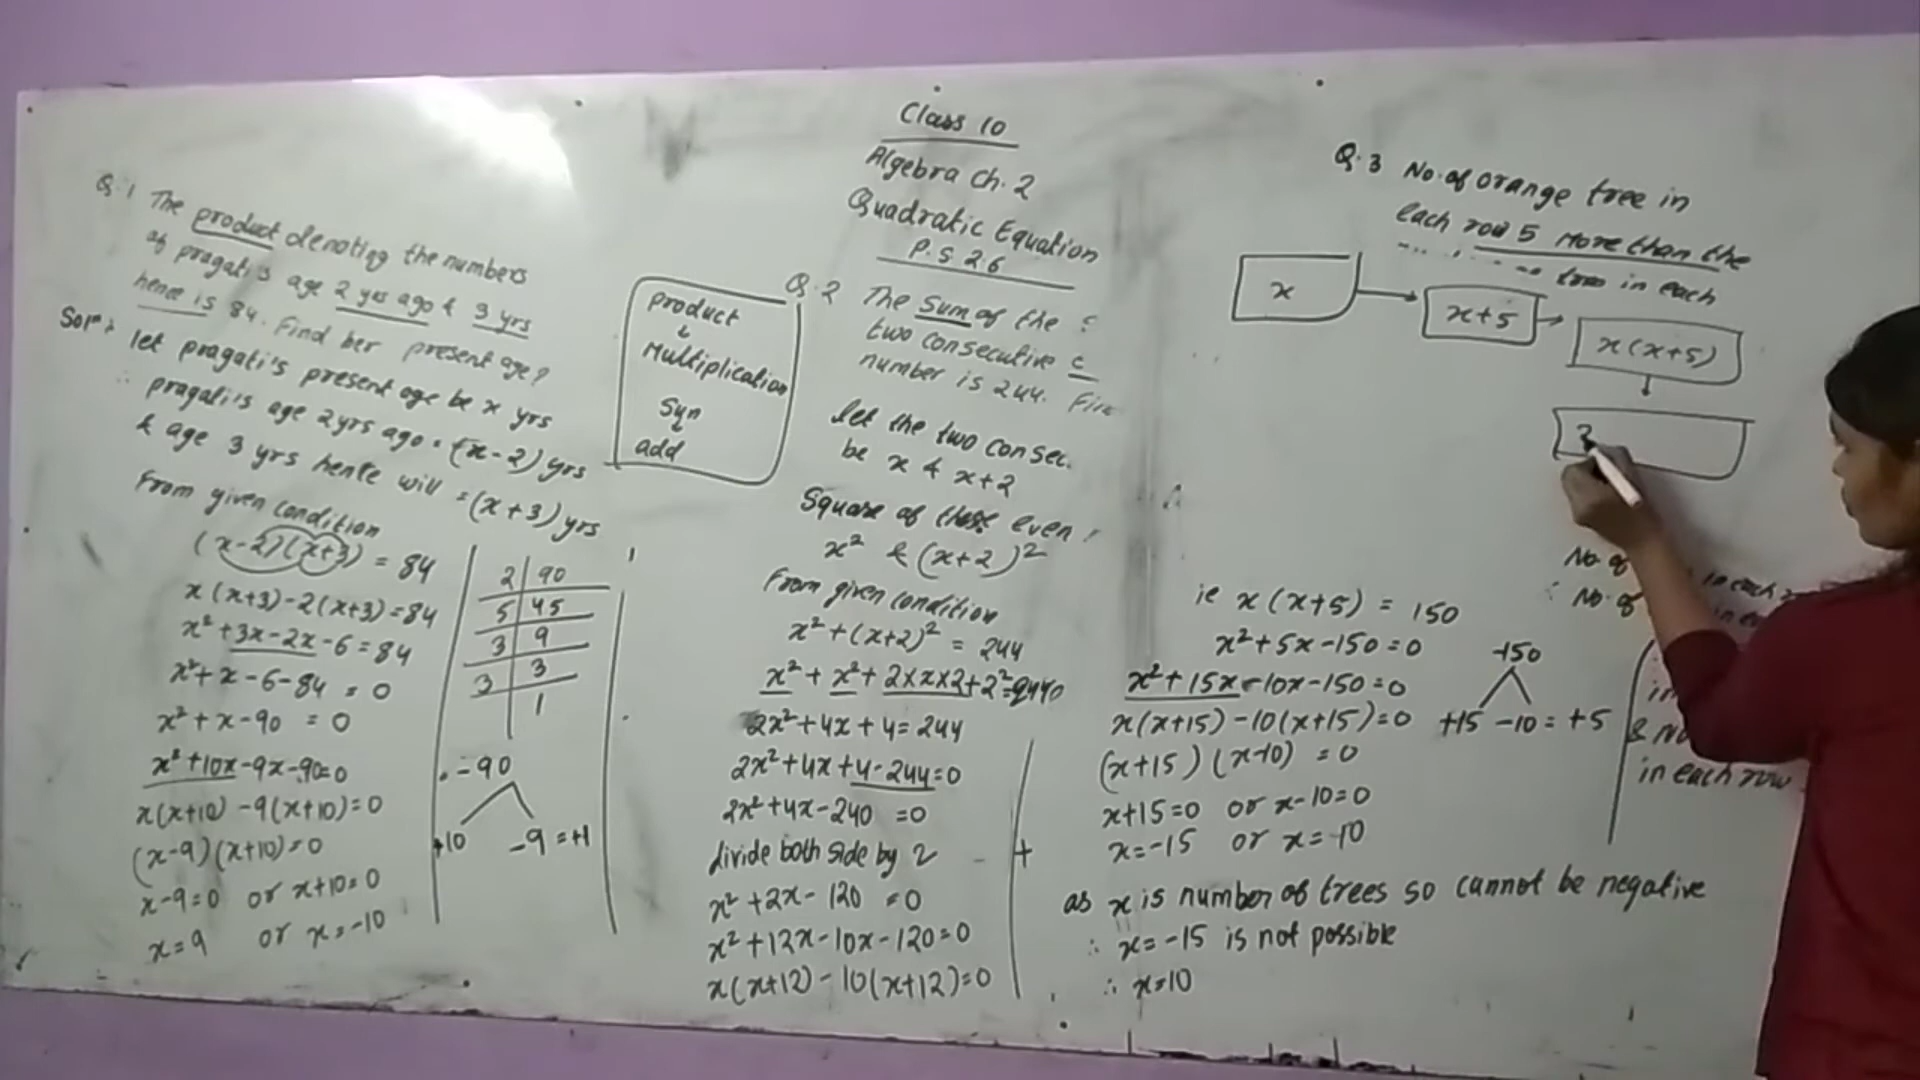 Class 10
Algebra Ch. 2
Quadratic Equation
P.S 2.6
Q.1 The product denoting the numbers
of pragati's age 2 yrs ago & 3 yrs
hence is 84. Find her present age?
Solⁿ: let pragati's present age be x yrs
∴ pragati's age 2yrs ago = (x-2) yrs
& age 3 yrs hence will = (x+3) yrs
From given condition
(x-2)(x+3) = 84
x(x+3)-2(x+3)=84
x²+3x-2x-6=84
x²+x-6-84=0
x²+x-90=0
x²+10x-9x-90=0
x(x+10)-9(x+10)=0
(x-9)(x+10)=0
x-9=0 or x+10=0
x=9 or x=-10
2 | 90
5 | 45
3 | 9
3 | 3
1
-90
+10 -9 = +1
product
Multiplication
add
Q.2 The Sum of the
two consecutive
number is 244.
let the two consec.
be x & x+2
Square of these even
x² & (x+2)²
From given condition
x²+(x+2)² = 244
x²+x²+2×x×2+2²=
2x²+4x+4=244
2x²+4x+4-244=0
2x²+4x-240=0
divide both side by 2
x²+2x-120=0
x²+12x-10x-120=0
x(x+12)-10(x+12)=0
Q.3 No. of orange tree in
each row 5 More than the
in each
x
x+5
x(x+5)
No. of
in each
∴ No. of
ie x(x+5) = 150
x²+5x-150=0
x²+15x-10x-150=0
x(x+15)-10(x+15)=0
(x+15)(x-10)=0
x+15=0 or x-10=0
x=-15 or x=10
-150
+15 -10 = +5
in each row
as x is number of trees so cannot be negative
∴ x=-15 is not possible
∴ x=10